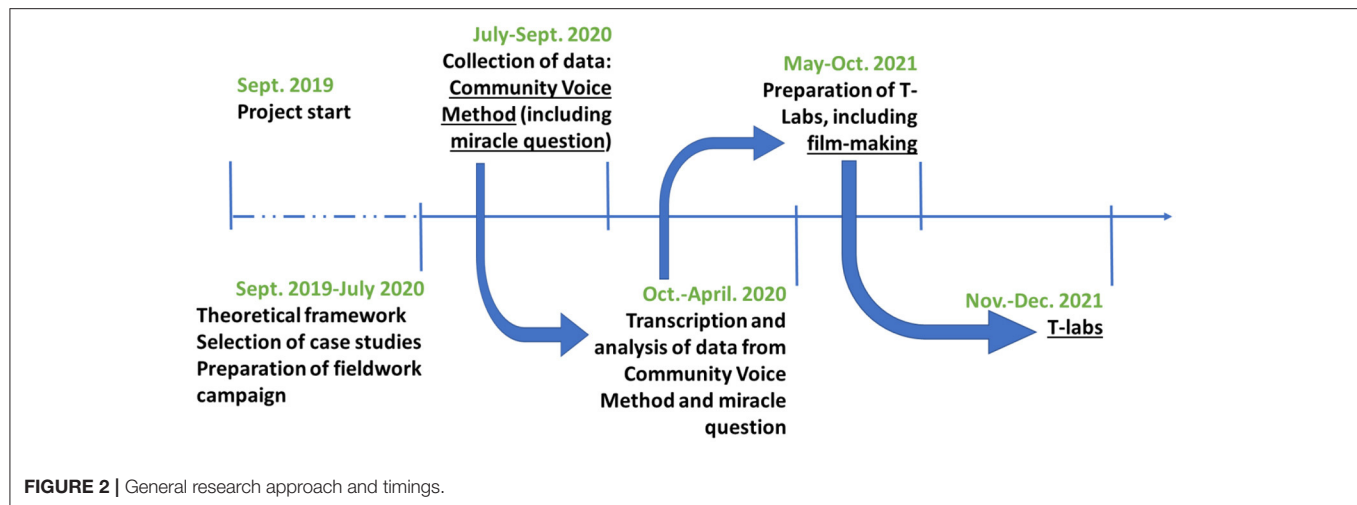 Sept. 2019
Project start
July-Sept. 2020
Collection of data:
Community Voice
Method (including
miracle question)
May-Oct. 2021
Preparation of T-
Labs, including
film-making
Sept. 2019-July 2020
Theoretical framework
Selection of case studies
Preparation of fieldwork
campaign
Oct.-April. 2020
Transcription and
analysis of data from
Community Voice
Method and miracle
question
Nov.-Dec. 2021
T-labs
FIGURE 2 | General research approach and timings.